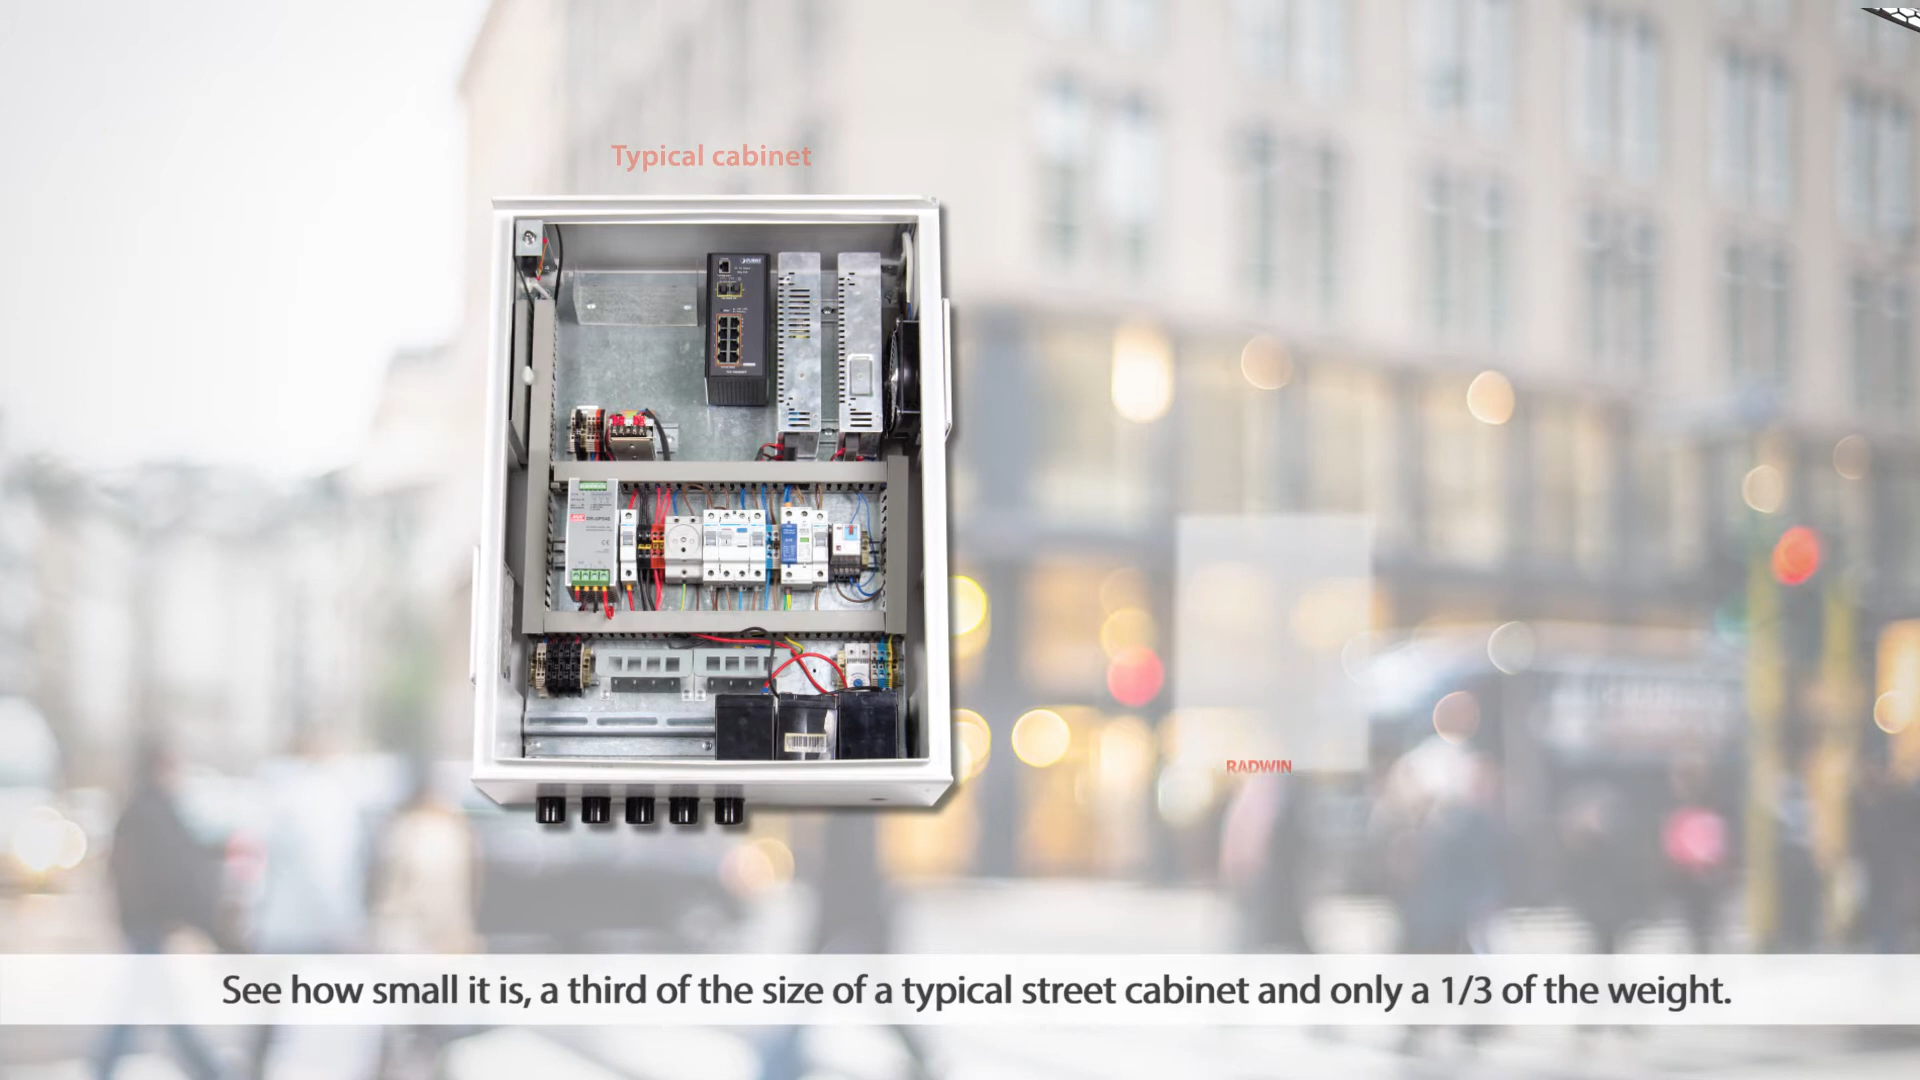 Typical cabinet
RADWIN
See how small it is, a third of the size of a typical street cabinet and only a 1/3 of the weight.